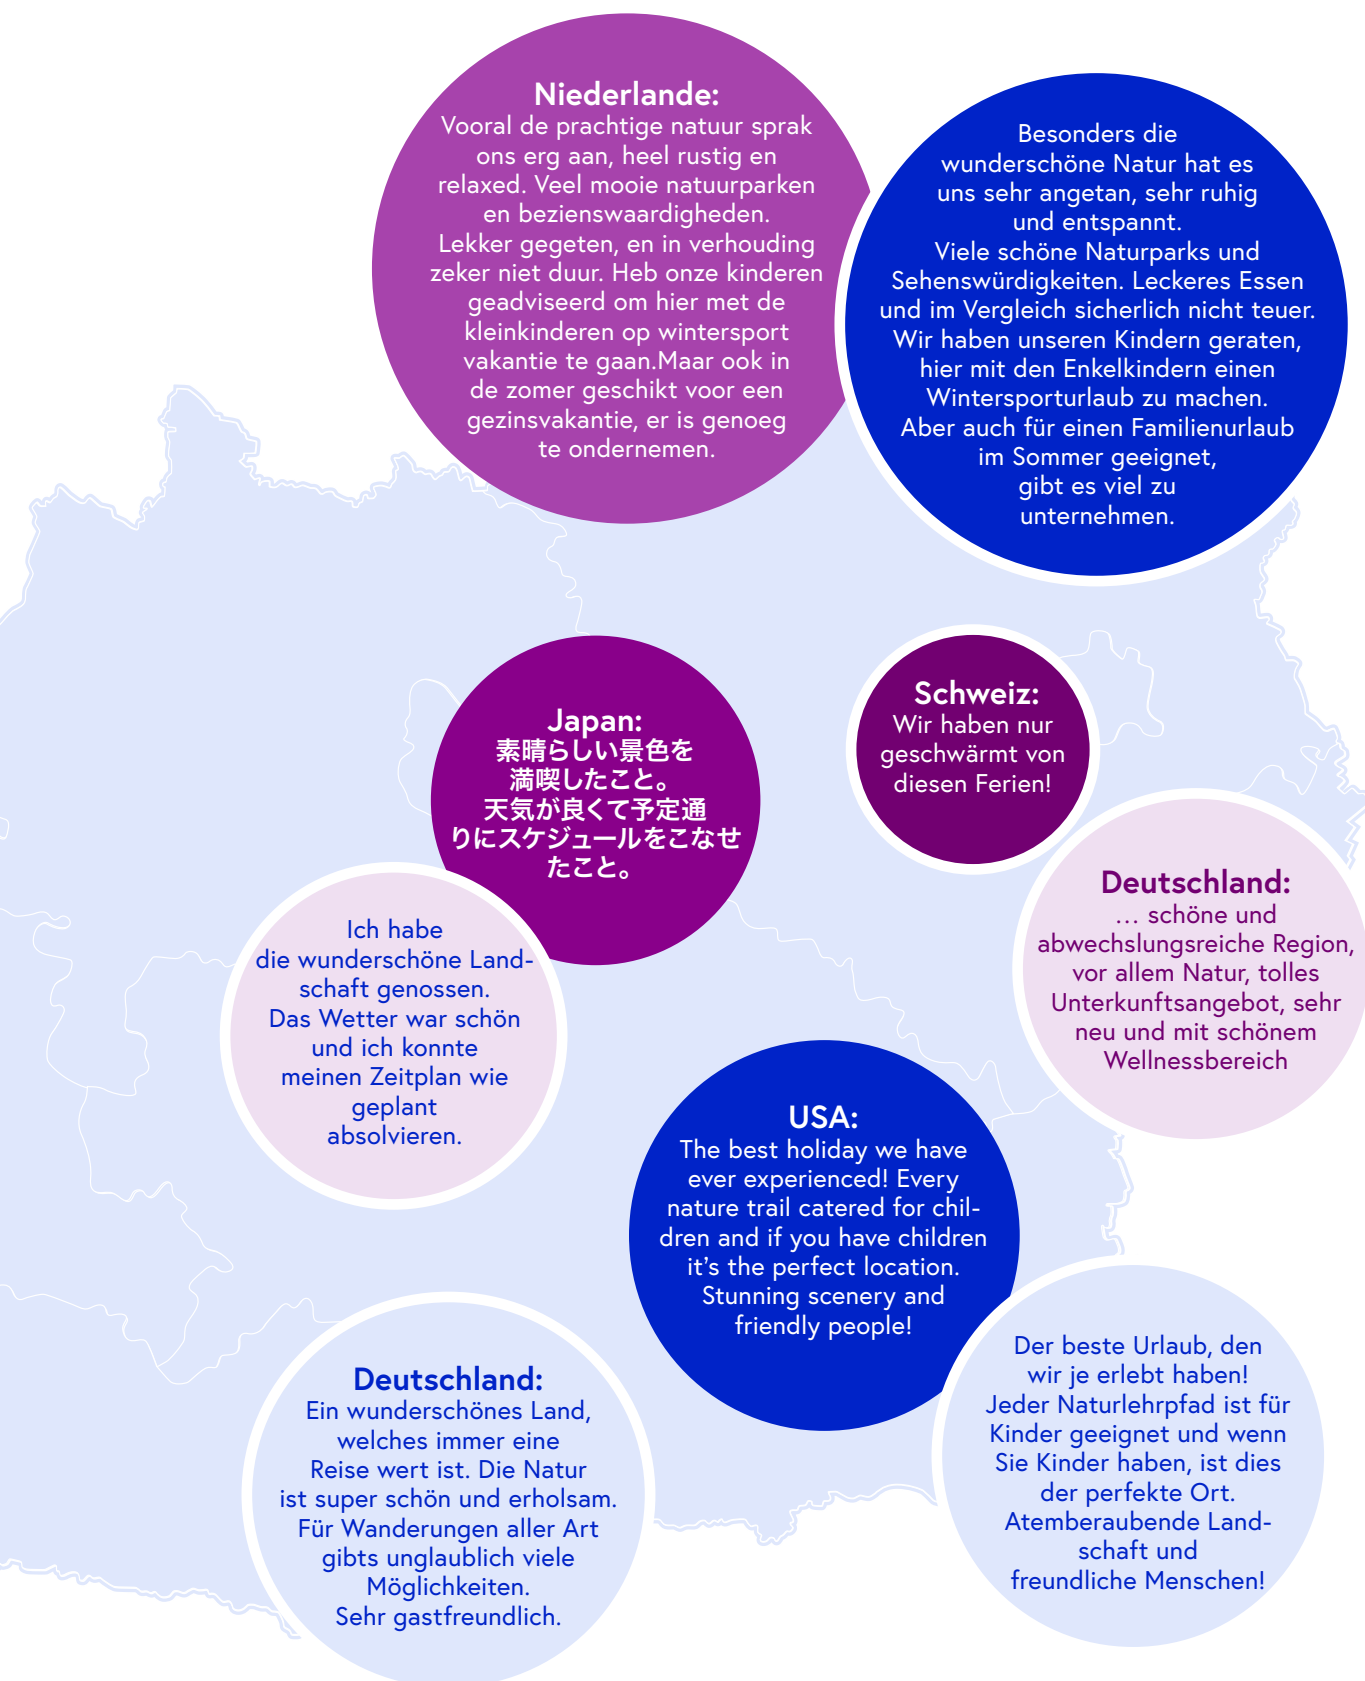 Niederlande:
Vooral de prachtige natuur sprak
ons erg aan, heel rustig en
relaxed. Veel mooie natuurparken
en bezienswaardigheden.
Lekker gegeten, en in verhouding
zeker niet duur. Heb onze kinderen
geadviseerd om hier met de
kleinkinderen op wintersport
vakantie te gaan.Maar ook in
de zomer geschikt voor een
gezinsvakantie, er is genoeg
te ondernemen.
Besonders die
wunderschöne Natur hat es
uns sehr angetan, sehr ruhig
und entspannt.
Viele schöne Naturparks und
Sehenswürdigkeiten. Leckeres Essen
und im Vergleich sicherlich nicht teuer.
Wir haben unseren Kindern geraten,
hier mit den Enkelkindern einen
Wintersporturlaub zu machen.
Aber auch für einen Familienurlaub
im Sommer geeignet,
gibt es viel zu
unternehmen.
Japan:
素晴らしい景色を
満喫したこと。
天気が良くて予定通
りにスケジュールをこなせ
たこと。
Ich habe
die wunderschöne Land-
schaft genossen.
Das Wetter war schön
und ich konnte
meinen Zeitplan wie
geplant
absolvieren.
Schweiz:
Wir haben nur
geschwärmt von
diesen Ferien!
Deutschland:
… schöne und
abwechslungsreiche Region,
vor allem Natur, tolles
Unterkunftsangebot, sehr
neu und mit schönem
Wellnessbereich
USA:
The best holiday we have
ever experienced! Every
nature trail catered for chil-
dren and if you have children
it's the perfect location.
Stunning scenery and
friendly people!
Der beste Urlaub, den
wir je erlebt haben!
Jeder Naturlehrpfad ist für
Kinder geeignet und wenn
Sie Kinder haben, ist dies
der perfekte Ort.
Atemberaubende Land-
schaft und
freundliche Menschen!
Deutschland:
Ein wunderschönes Land,
welches immer eine
Reise wert ist. Die Natur
ist super schön und erholsam.
Für Wanderungen aller Art
gibts unglaublich viele
Möglichkeiten.
Sehr gastfreundlich.